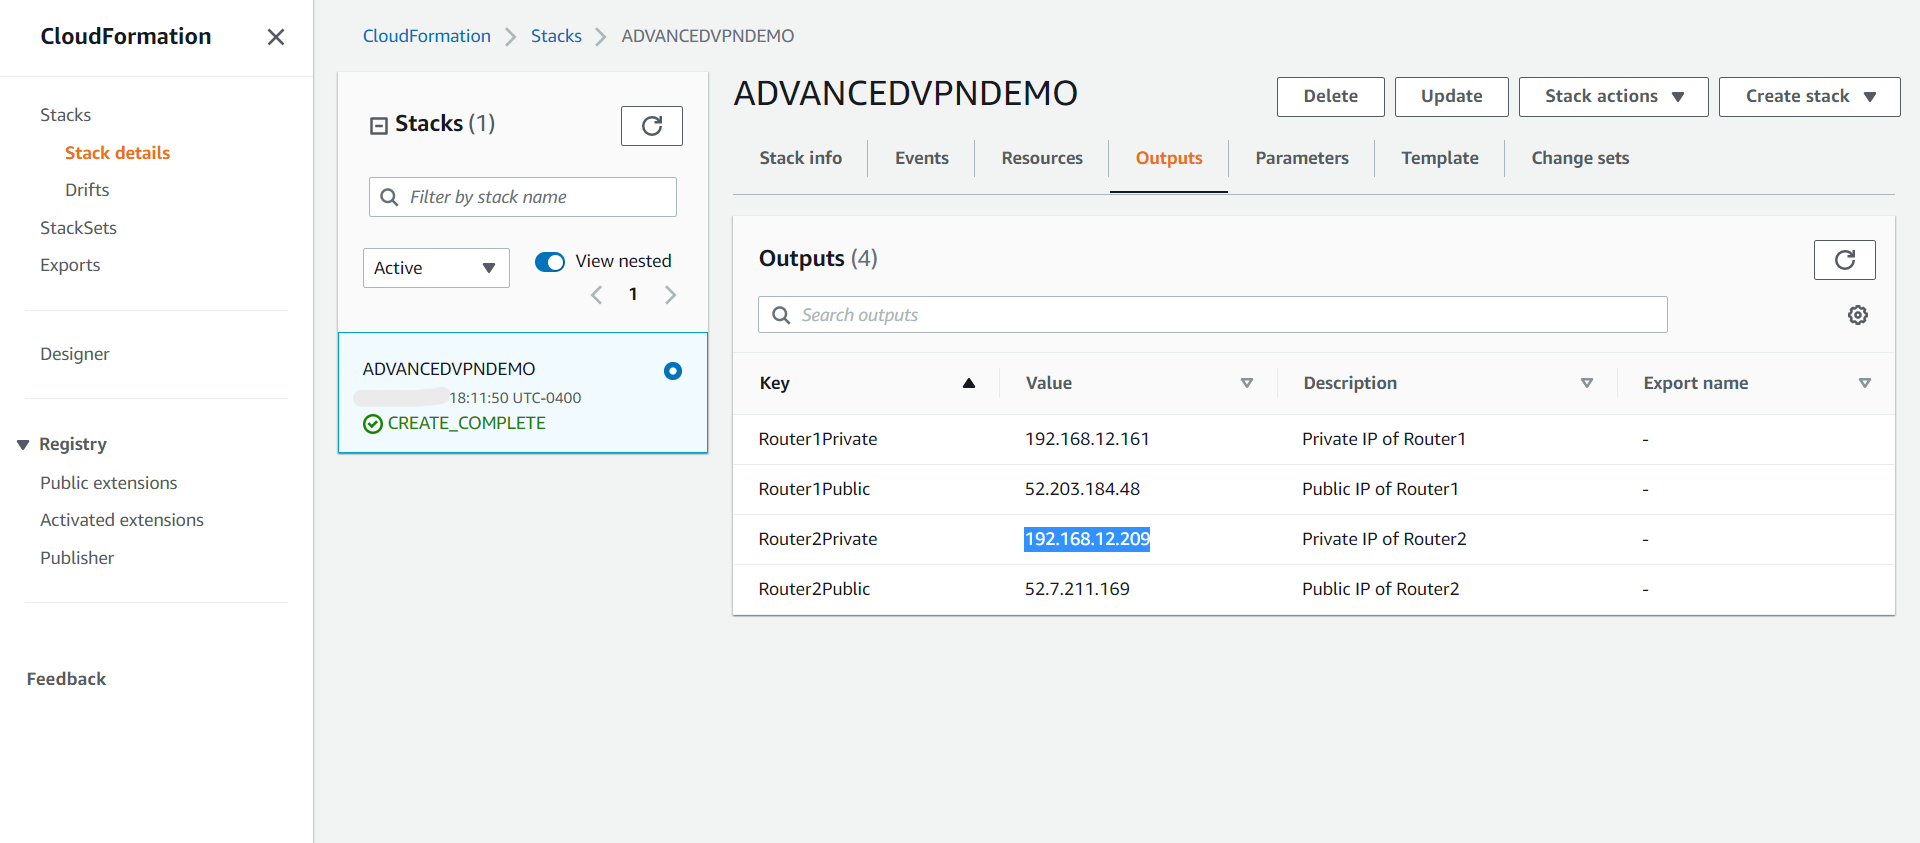 CloudFormation
Stacks
Stack details
Drifts
StackSets
Exports
Designer
Registry
Public extensions
Activated extensions
Publisher
Feedback
CloudFormation Stacks ADVANCEDVPNDEMO
Stacks (1)
Filter by stack name
Active View nested
1
ADVANCEDVPNDEMO
18:11:50 UTC-0400
CREATE_COMPLETE
ADVANCEDVPNDEMO
Delete Update Stack actions Create stack
Stack info Events Resources Outputs Parameters Template Change sets
Outputs (4)
Search outputs
Key Value Description Export name
Router1Private 192.168.12.161 Private IP of Router1 -
Router1Public 52.203.184.48 Public IP of Router1 -
Router2Private 192.168.12.209 Private IP of Router2 -
Router2Public 52.7.211.169 Public IP of Router2 -